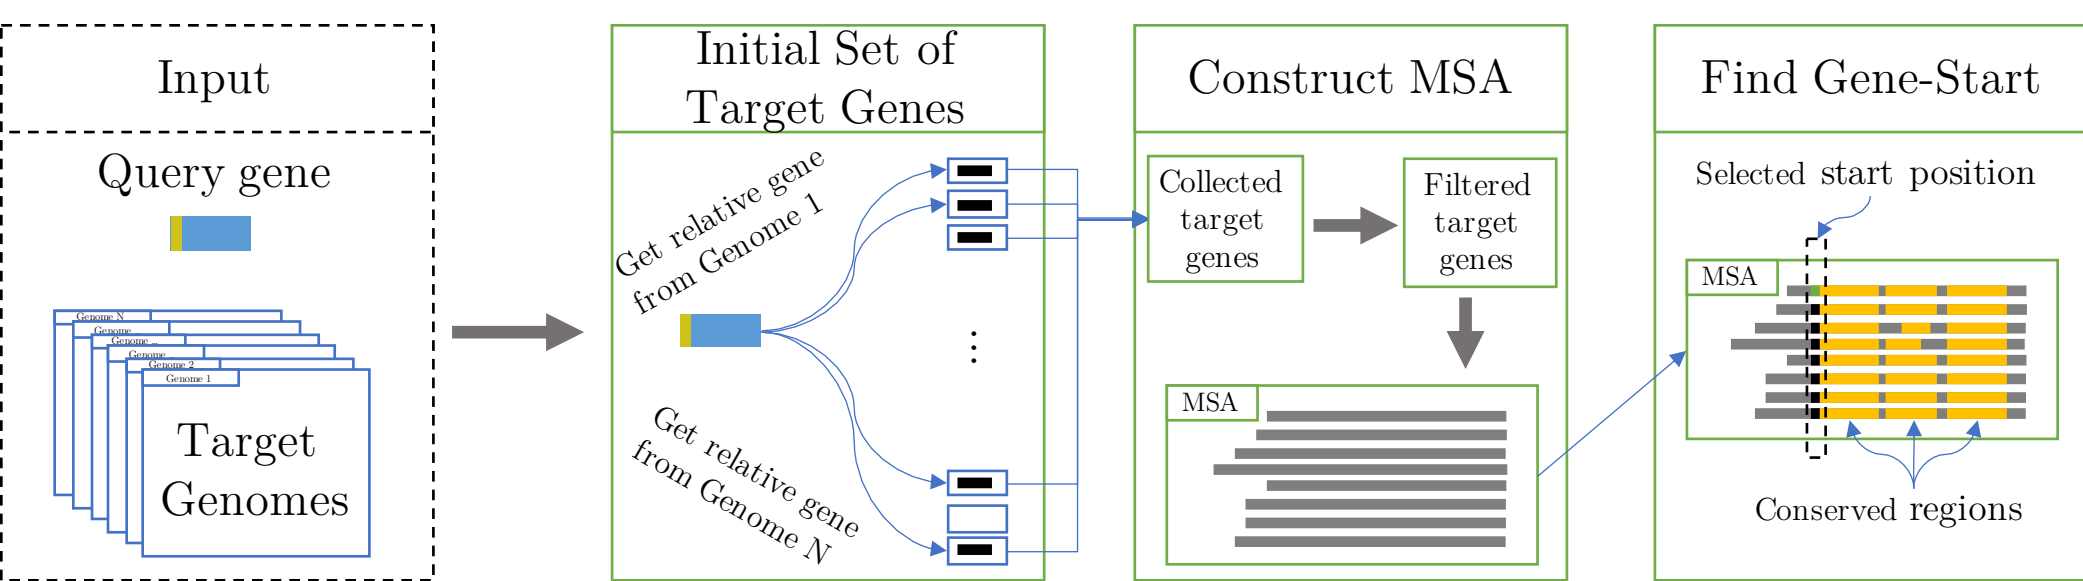 Input
Query gene
Genome N
Genome ...
Genome ...
Genome ...
Genome 2
Genome 1
Target
Genomes
Initial Set of
Target Genes
Get relative gene
from Genome 1
⋮
Get relative gene
from Genome N
Construct MSA
Collected
target
genes
Filtered
target
genes
MSA
Find Gene-Start
Selected start position
MSA
Conserved regions